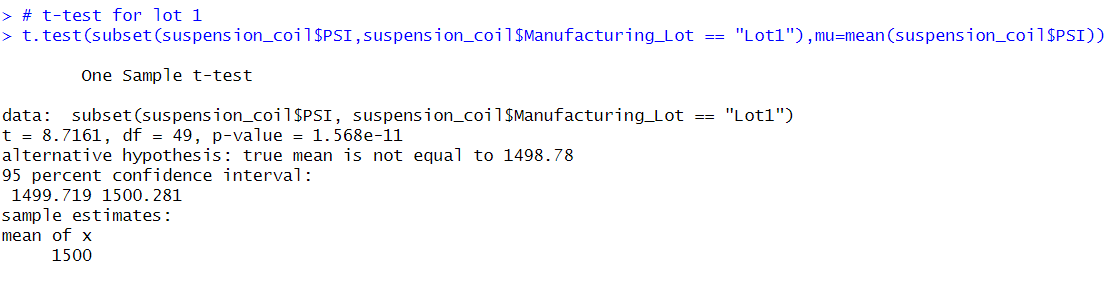 > # t-test for lot 1
> t.test(subset(suspension_coil$PSI,suspension_coil$Manufacturing_Lot == "Lot1"),mu=mean(suspension_coil$PSI))
One Sample t-test
data:  subset(suspension_coil$PSI, suspension_coil$Manufacturing_Lot == "Lot1")
t = 8.7161, df = 49, p-value = 1.568e-11
alternative hypothesis: true mean is not equal to 1498.78
95 percent confidence interval:
 1499.719 1500.281
sample estimates:
mean of x
     1500